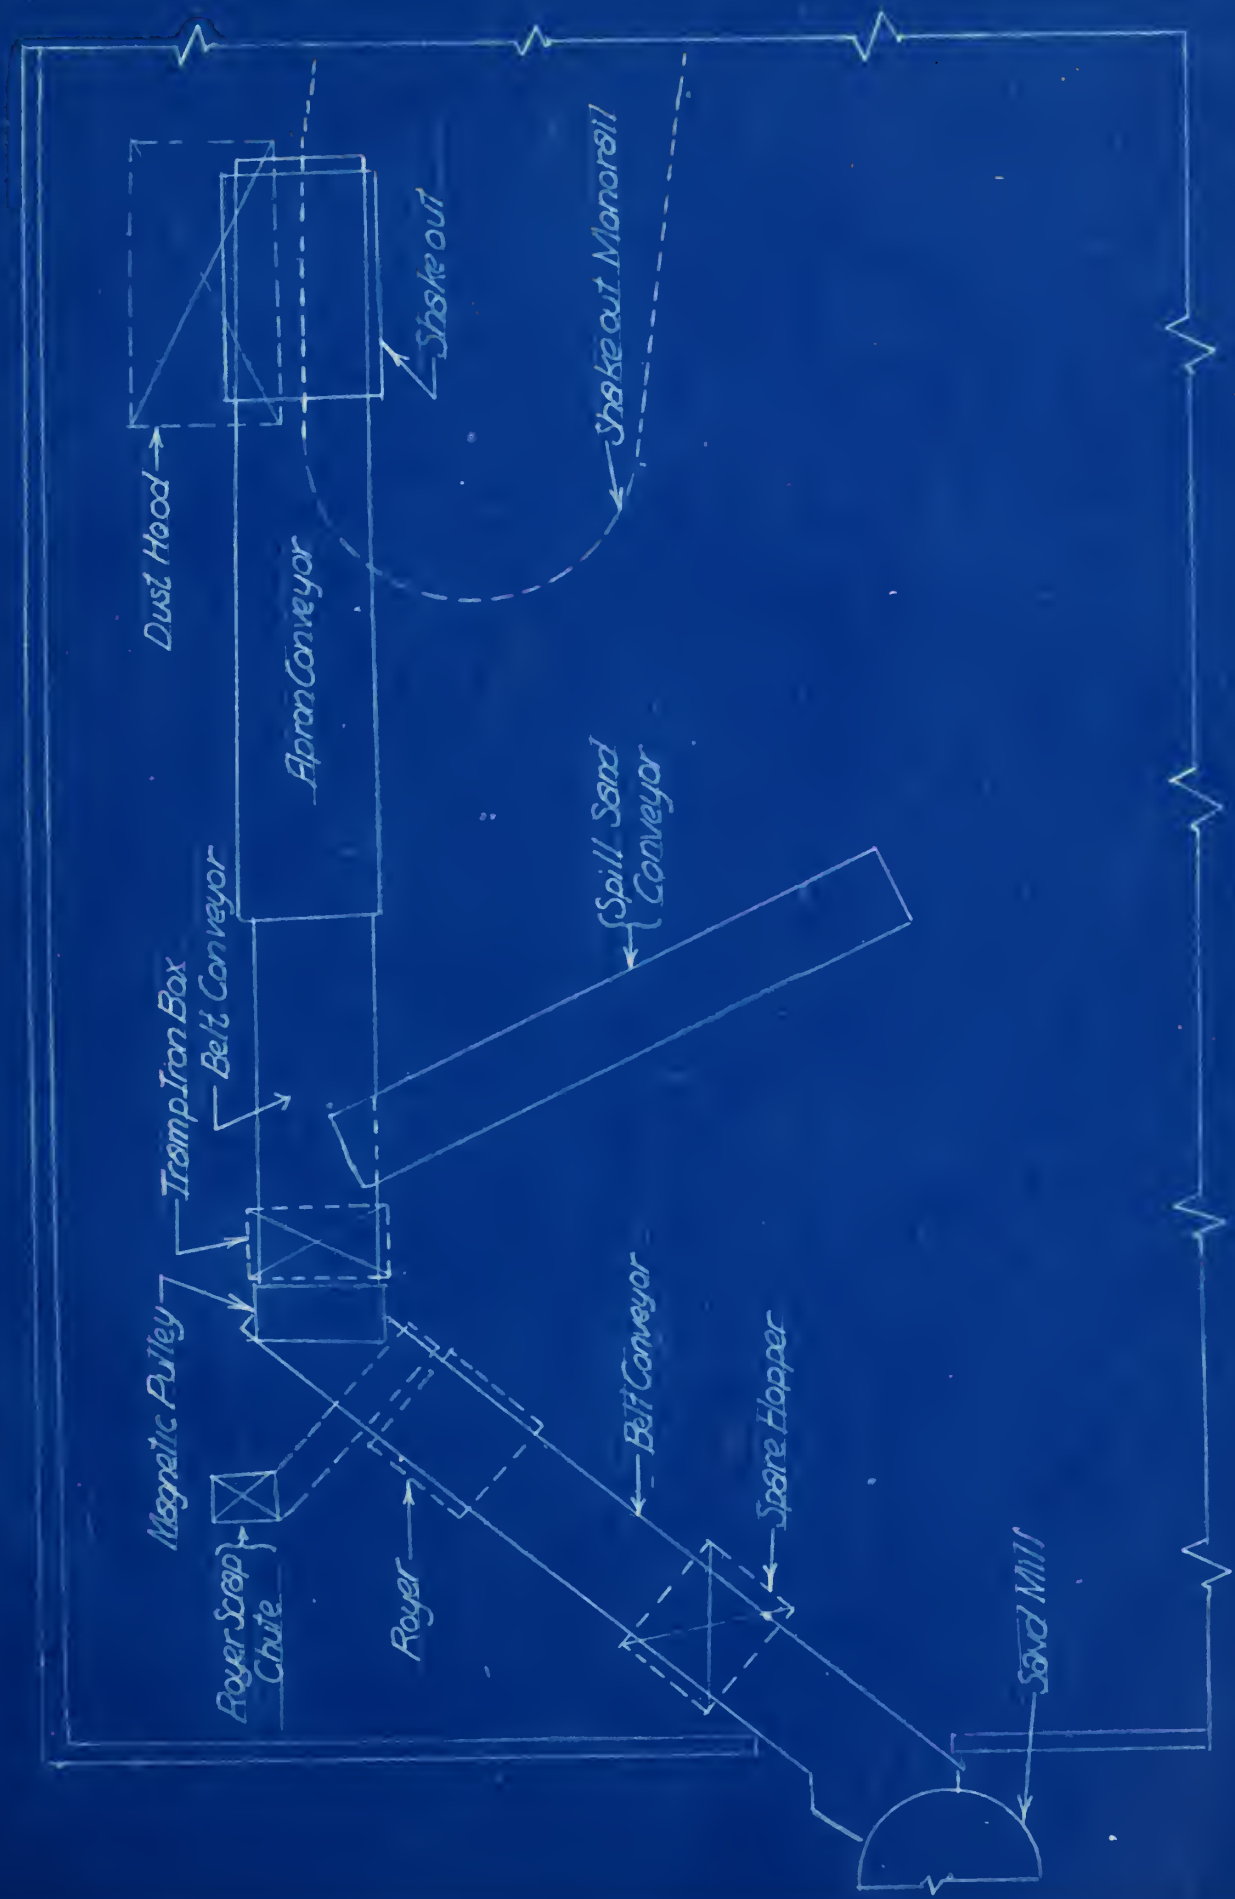 Royer Scrap
Chute
Magnetic Pulley
Tramp Iron Box
Belt Conveyor
Dust Hood
Royer
Apron Conveyor
Shakeout
Belt Conveyor
Spill Sand
Conveyor
Shakeout Monorail
Spare Hopper
Sand Mill